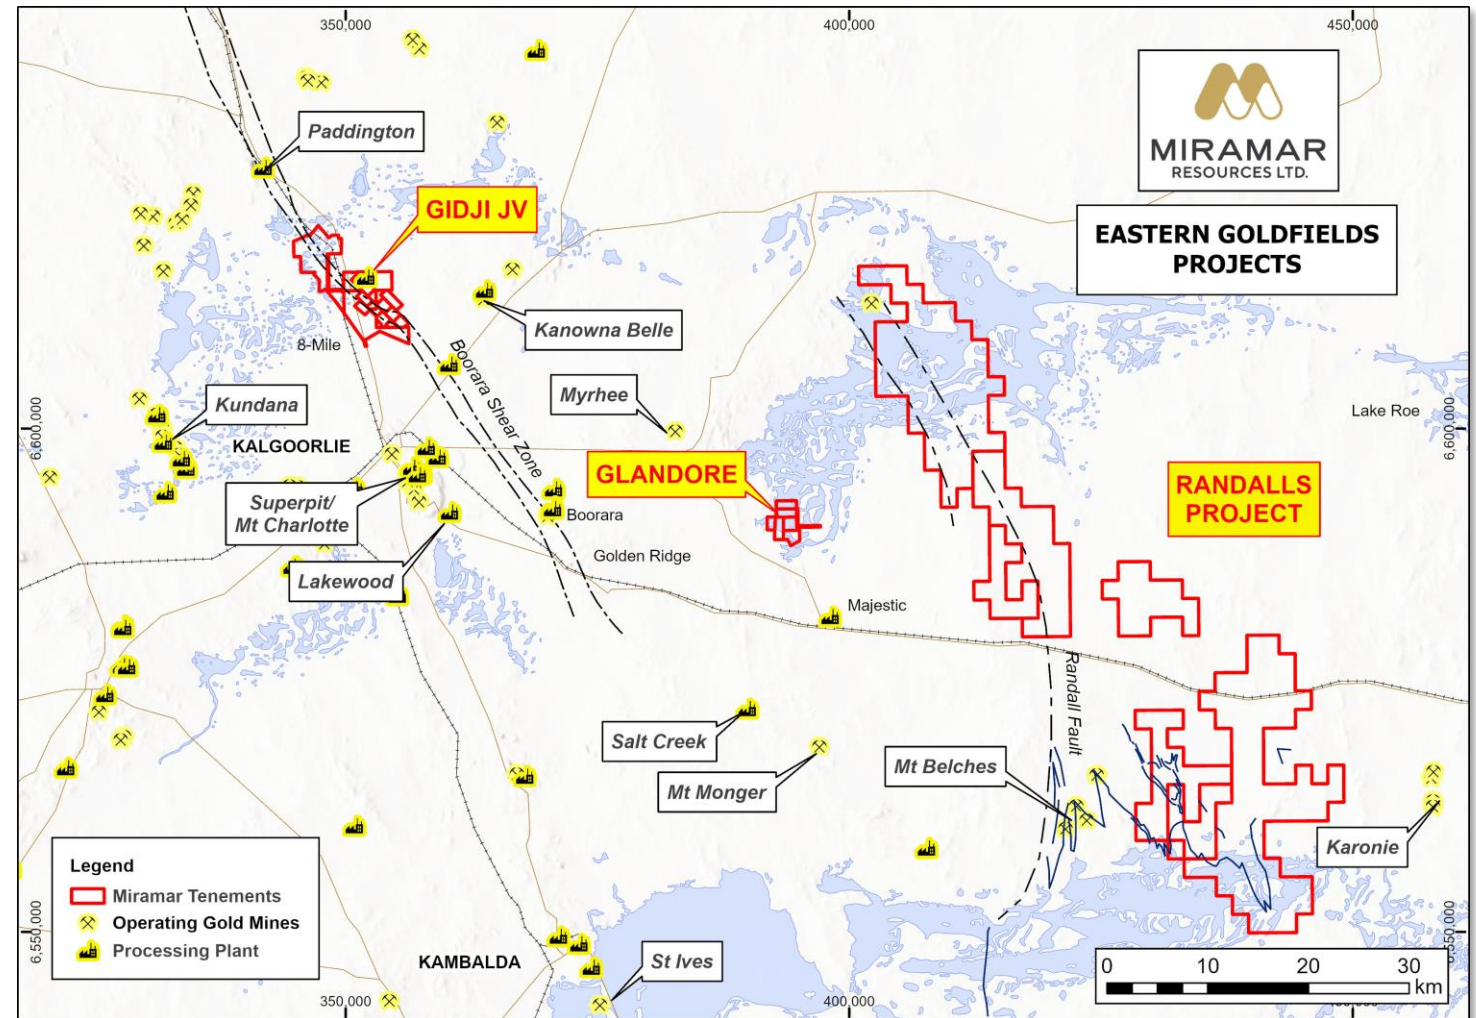 350,000
400,000
450,000
MIRAMAR
RESOURCES LTD.
EASTERN GOLDFIELDS
PROJECTS
Paddington
GIDJI JV
Kanowna Belle
8-Mile
Boorara Shear Zone
Myrhee
Kundana
KALGOORLIE
6,600,000
Lake Roe
6,600,000
GLANDORE
RANDALLS
PROJECT
Superpit/
Mt Charlotte
Boorara
Golden Ridge
Lakewood
Majestic
Randall Fault
Salt Creek
Mt Monger
Mt Belches
Karonie
Legend
Miramar Tenements
Operating Gold Mines
Processing Plant
6,550,000
KAMBALDA
St Ives
0 10 20 30
km
350,000
400,000